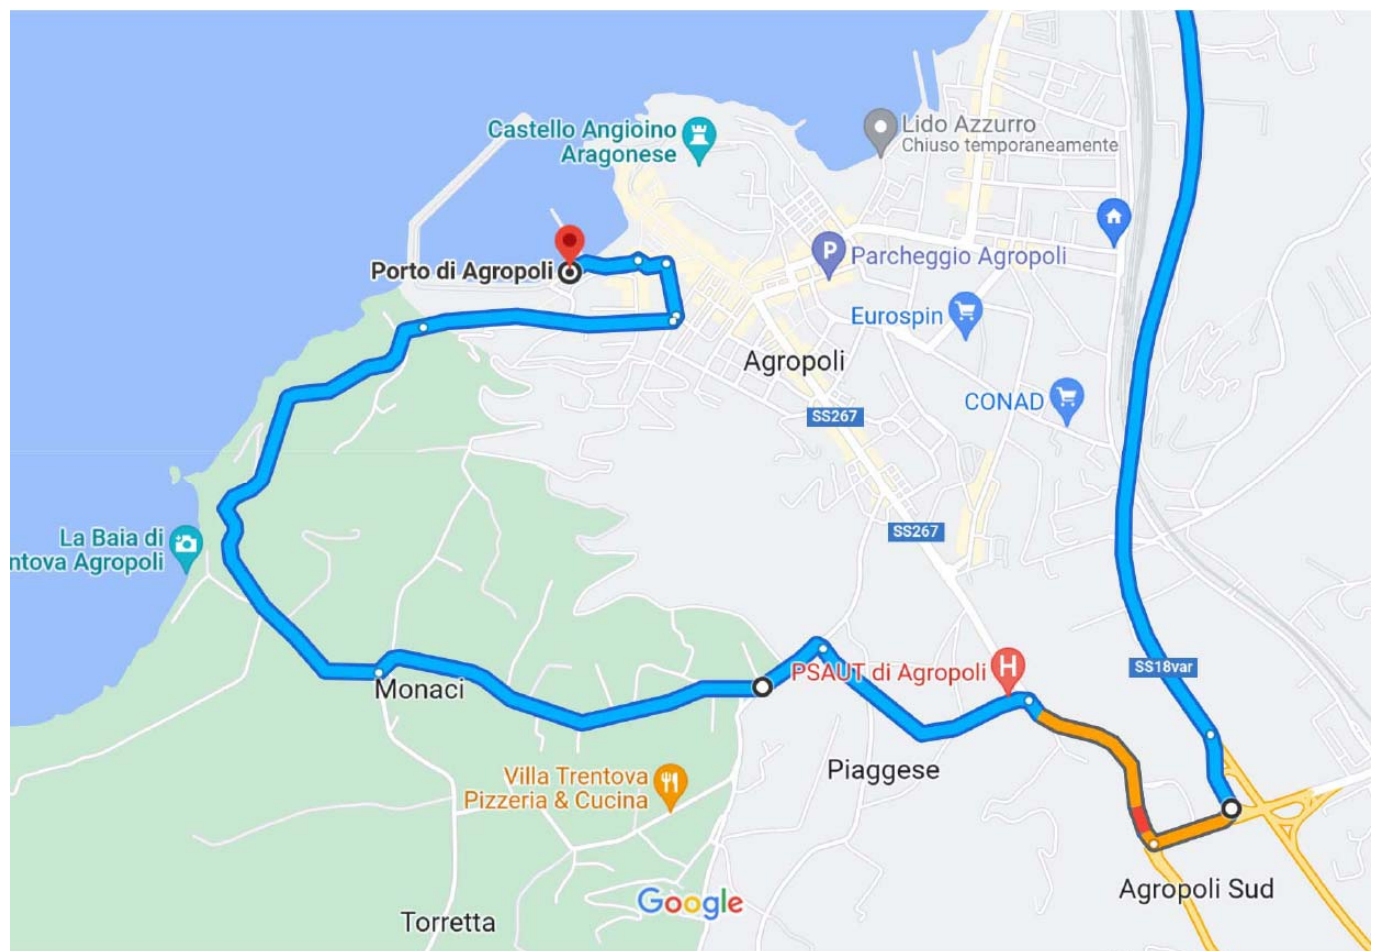 Castello Angioino
Aragonese
Lido Azzurro
Chiuso temporaneamente
Porto di Agropoli
P
Parcheggio Agropoli
Eurospin
Agropoli
CONAD
SS267
SS267
La Baia di
ntova Agropoli
H
PSAUT di Agropoli
SS18var
Monaci
Piaggese
Villa Trentova
Pizzeria & Cucina
Agropoli Sud
Google
Torretta